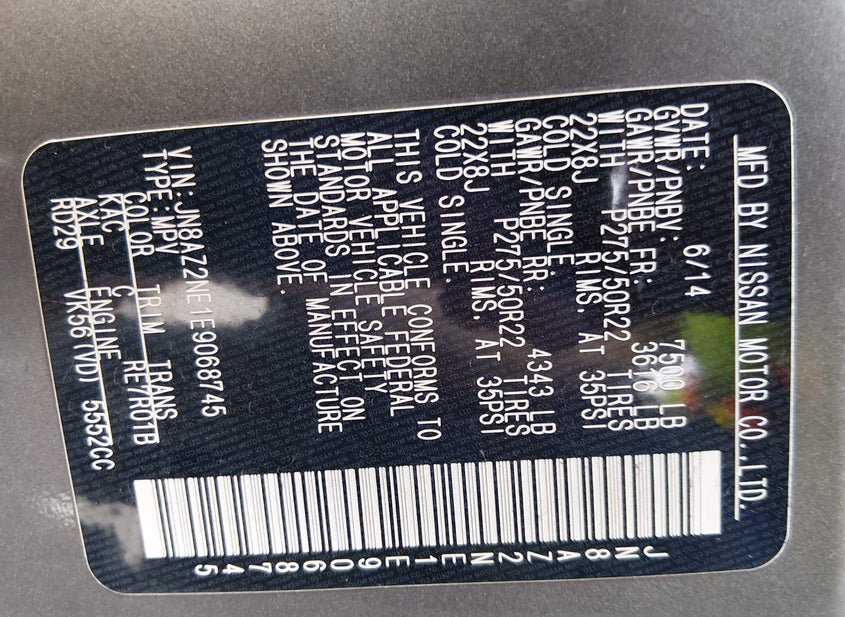 MFD BY NISSAN MOTOR CO.,LTD.
DATE: 6/14
GVWR/PNBV: 7500 LB
GAWR/PNBE FR: 3616 LB
WITH P275/50R22 TIRES
22X8J RIMS, AT 35PSI
COLD SINGLE.
GAWR/PNBE RR: 4343 LB
WITH P275/50R22 TIRES
22X8J RIMS, AT 35PSI
COLD SINGLE.
THIS VEHICLE CONFORMS TO
ALL APPLICABLE FEDERAL
MOTOR VEHICLE SAFETY
STANDARDS IN EFFECT ON
THE DATE OF MANUFACTURE
SHOWN ABOVE.
VIN:JN8AZ2NE1E9068745
TYPE:MPV
COLOR TRIM TRANS
KAC C RE7R01B
AXLE ENGINE
RD29 VK56(VD) 5552CC
JN8AZ2NE1E9068745